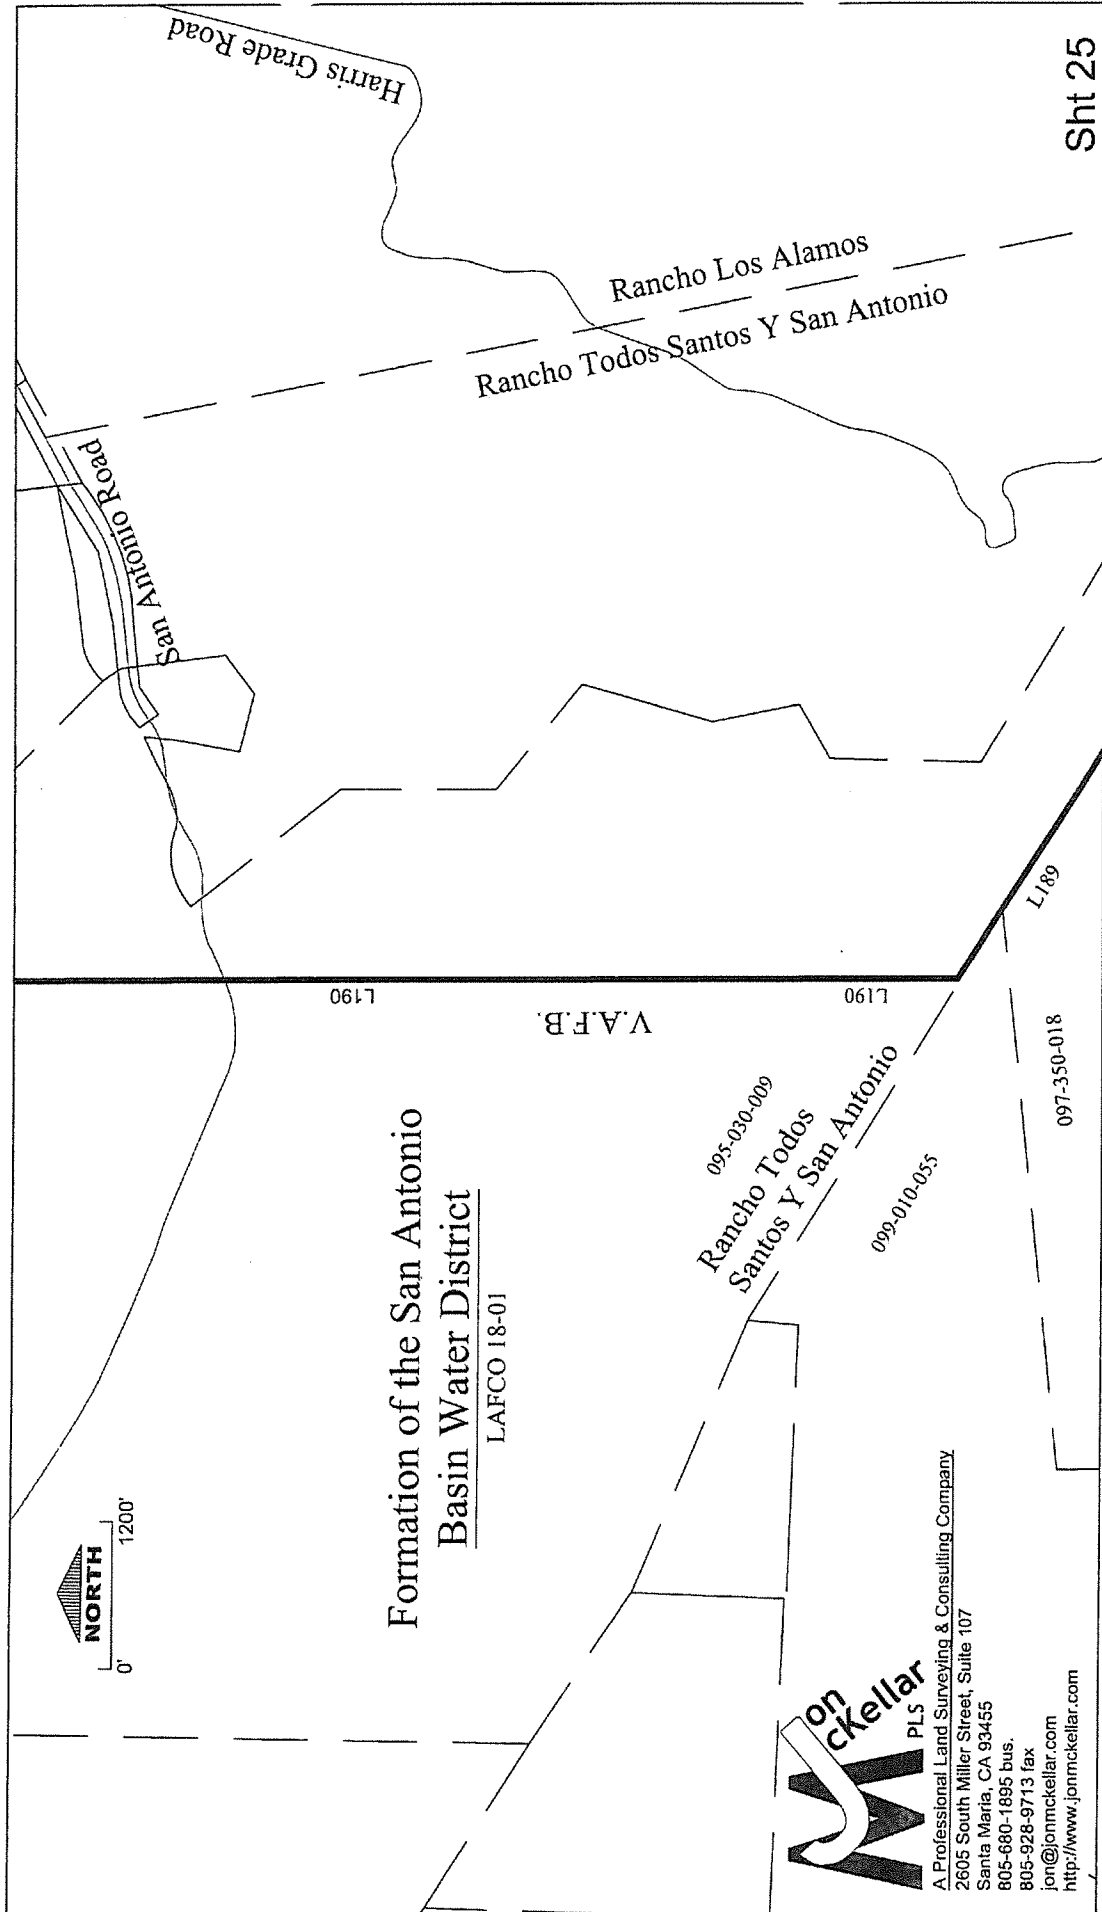 Harris Grade Road
San Antonio Road
Rancho Los Alamos
Rancho Todos Santos Y San Antonio
NORTH
0' 1200'
Formation of the San Antonio
Basin Water District
LAFCO 18-01
L190
V.A.F.B.
L190
L189
095-030-009
Rancho Todos
Santos Y San Antonio
099-010-055
097-350-018
Jon
McKellar
PLS
A Professional Land Surveying & Consulting Company
2605 South Miller Street, Suite 107
Santa Maria, CA 93455
805-680-1895 bus.
805-928-9713 fax
jon@jonmckellar.com
http://www.jonmckellar.com
Sht 25